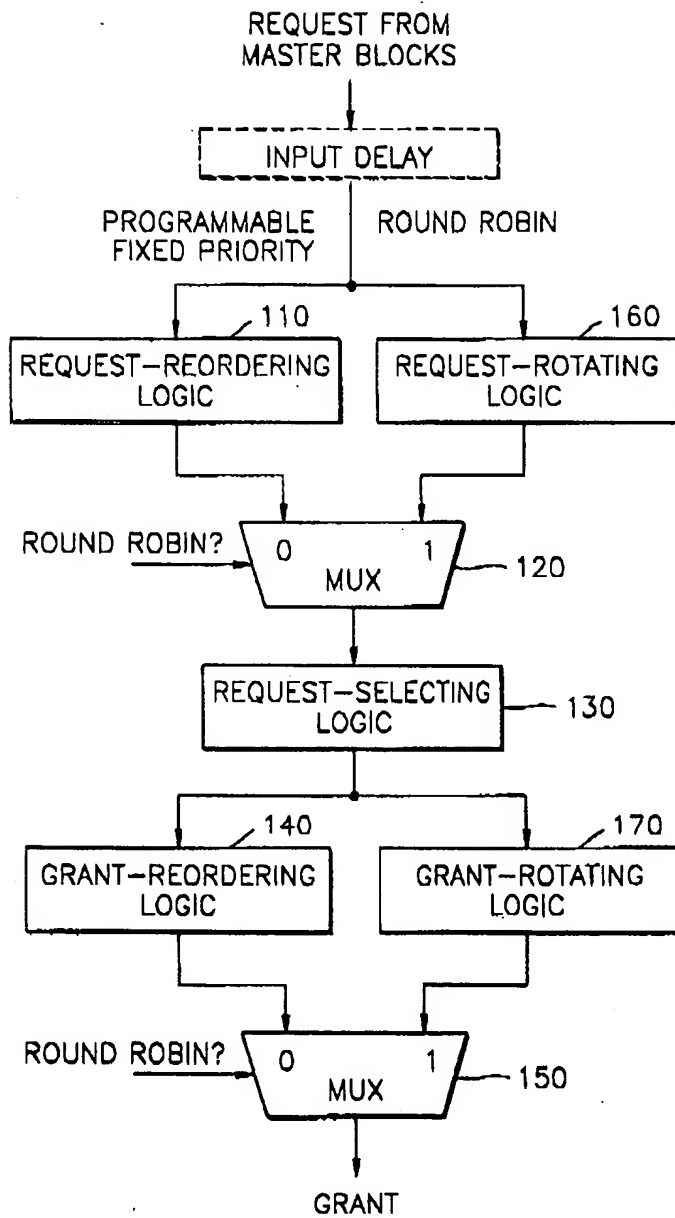 REQUEST FROM
MASTER BLOCKS
INPUT DELAY
PROGRAMMABLE
FIXED PRIORITY
ROUND ROBIN
110
160
REQUEST-REORDERING
LOGIC
REQUEST-ROTATING
LOGIC
ROUND ROBIN?
0
1
MUX
120
REQUEST-SELECTING
LOGIC
130
140
170
GRANT-REORDERING
LOGIC
GRANT-ROTATING
LOGIC
ROUND ROBIN?
0
1
MUX
150
GRANT